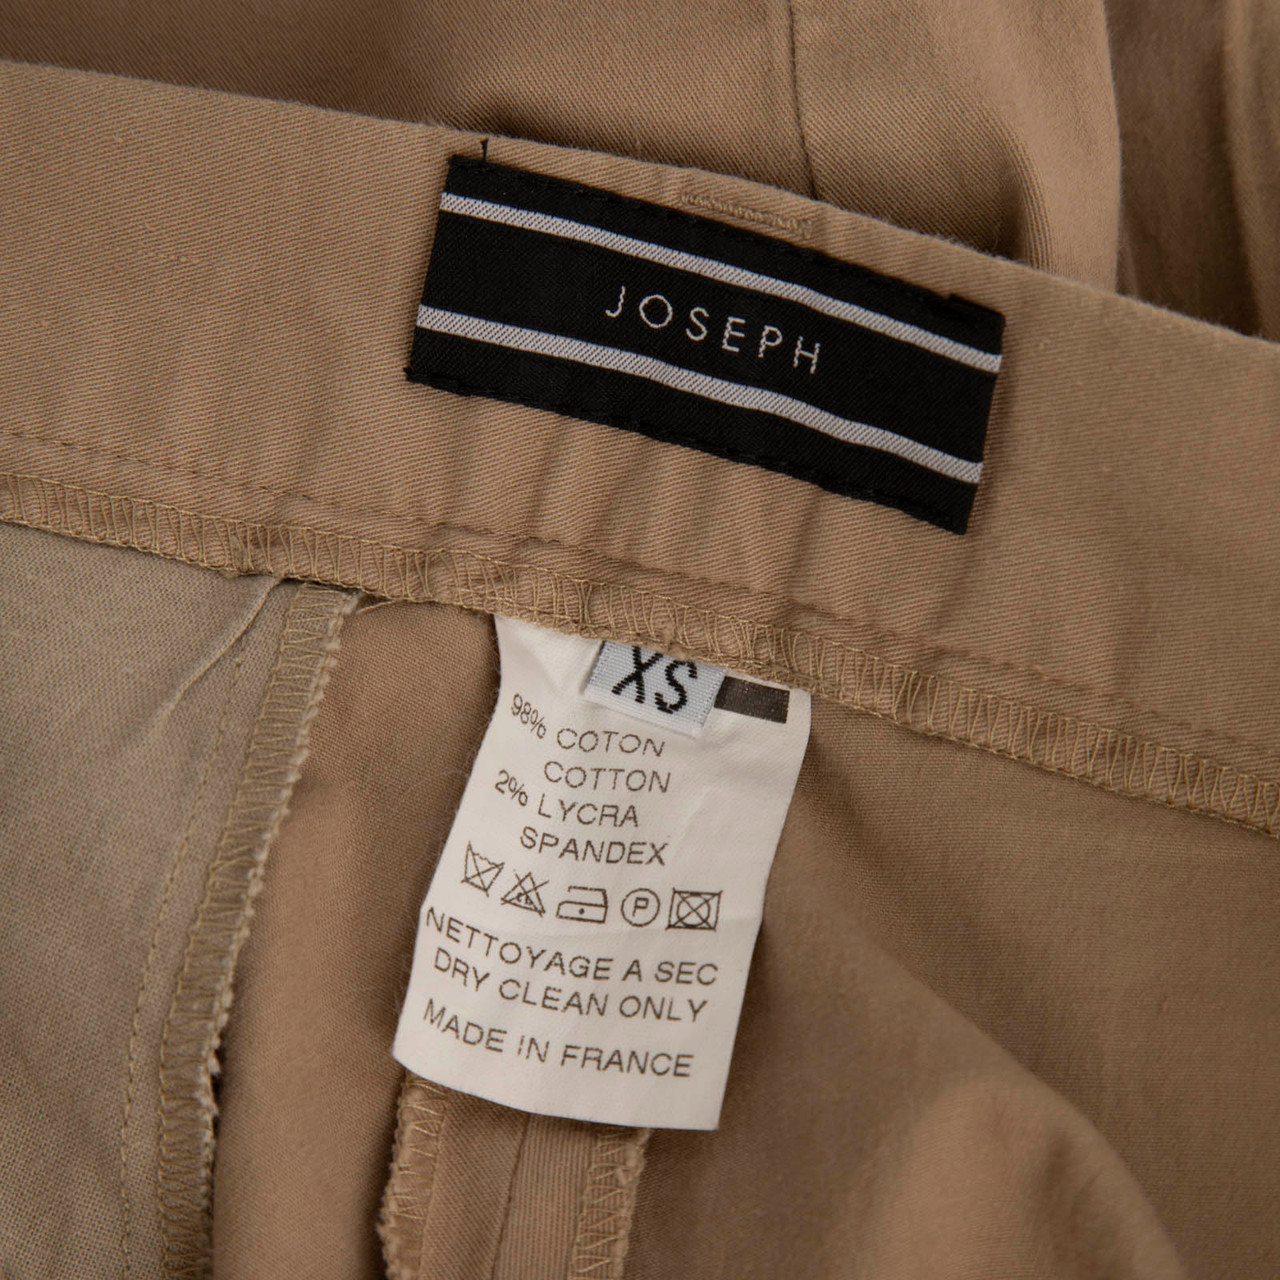 JOSEPH
XS
98% COTON
COTTON
2% LYCRA
SPANDEX
P
NETTOYAGE A SEC
DRY CLEAN ONLY
MADE IN FRANCE